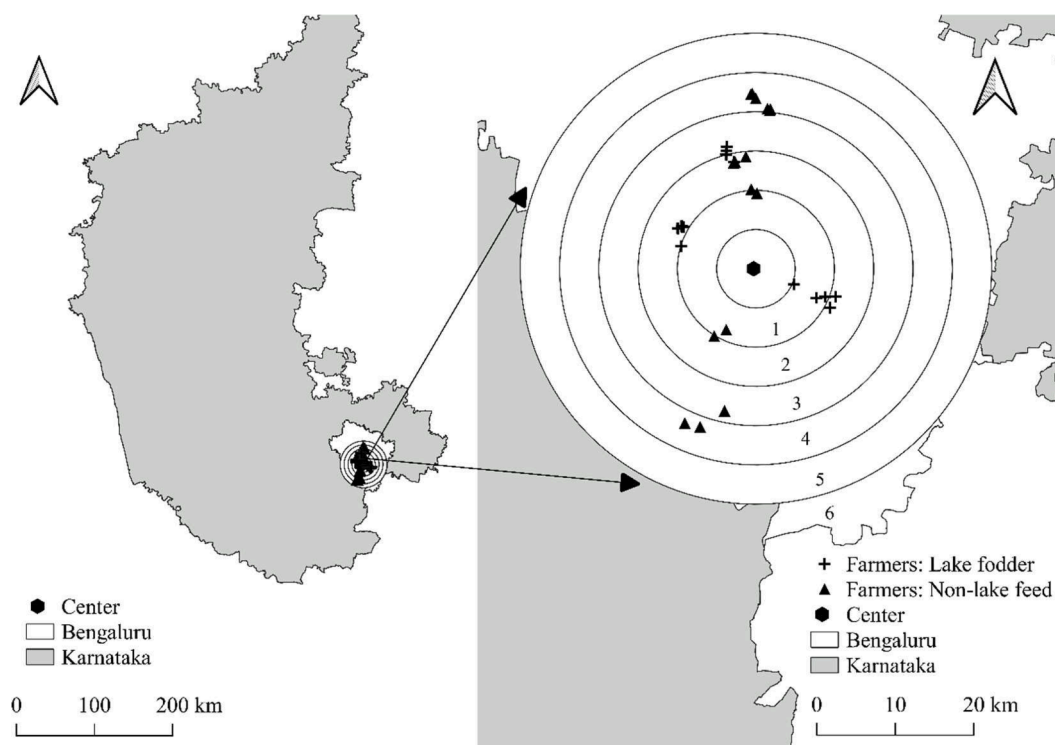 1
2
3
4
5
6
Center
Bengaluru
Karnataka
0 100 200 km
Farmers: Lake fodder
Farmers: Non-lake feed
Center
Bengaluru
Karnataka
0 10 20 km